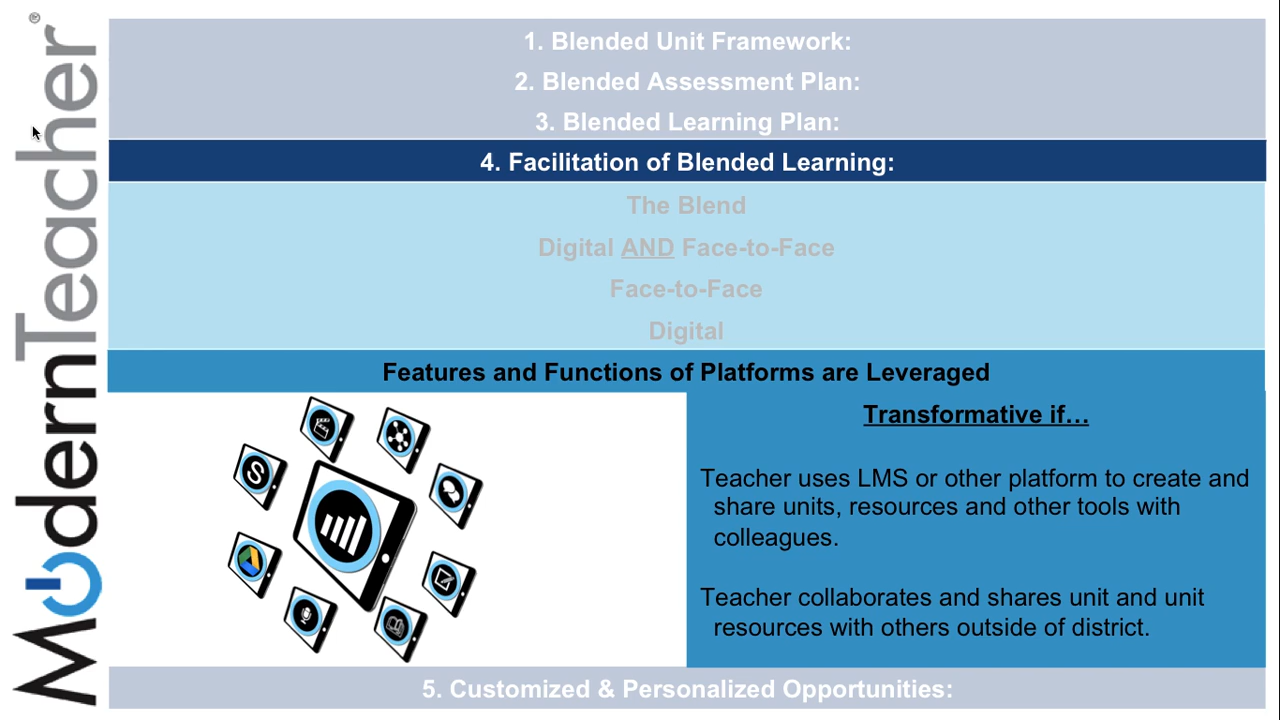 ModernTeacher®
1. Blended Unit Framework:
2. Blended Assessment Plan:
3. Blended Learning Plan:
4. Facilitation of Blended Learning:
The Blend
Digital AND Face-to-Face
Face-to-Face
Digital
Features and Functions of Platforms are Leveraged
Transformative if…
Teacher uses LMS or other platform to create and
share units, resources and other tools with
colleagues.
Teacher collaborates and shares unit and unit
resources with others outside of district.
S
5. Customized & Personalized Opportunities: